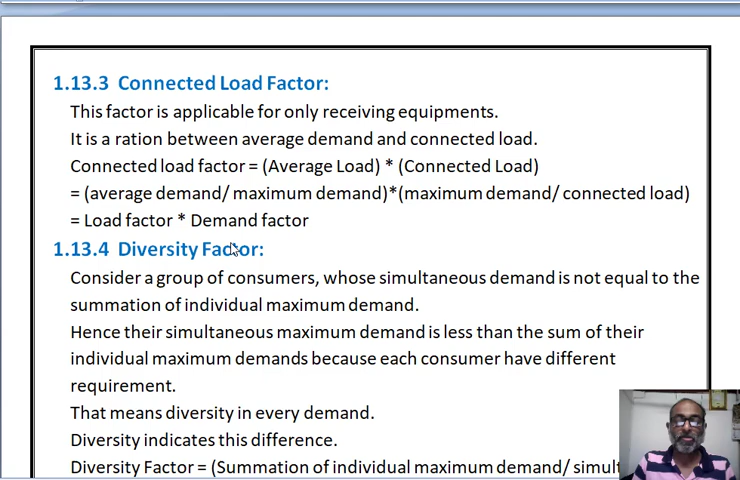 1.13.3 Connected Load Factor:
This factor is applicable for only receiving equipments.
It is a ration between average demand and connected load.
Connected load factor = (Average Load) * (Connected Load)
= (average demand/ maximum demand)*(maximum demand/ connected load)
= Load factor * Demand factor
1.13.4 Diversity Factor:
Consider a group of consumers, whose simultaneous demand is not equal to the
summation of individual maximum demand.
Hence their simultaneous maximum demand is less than the sum of their
individual maximum demands because each consumer have different
requirement.
That means diversity in every demand.
Diversity indicates this difference.
Diversity Factor = (Summation of individual maximum demand/